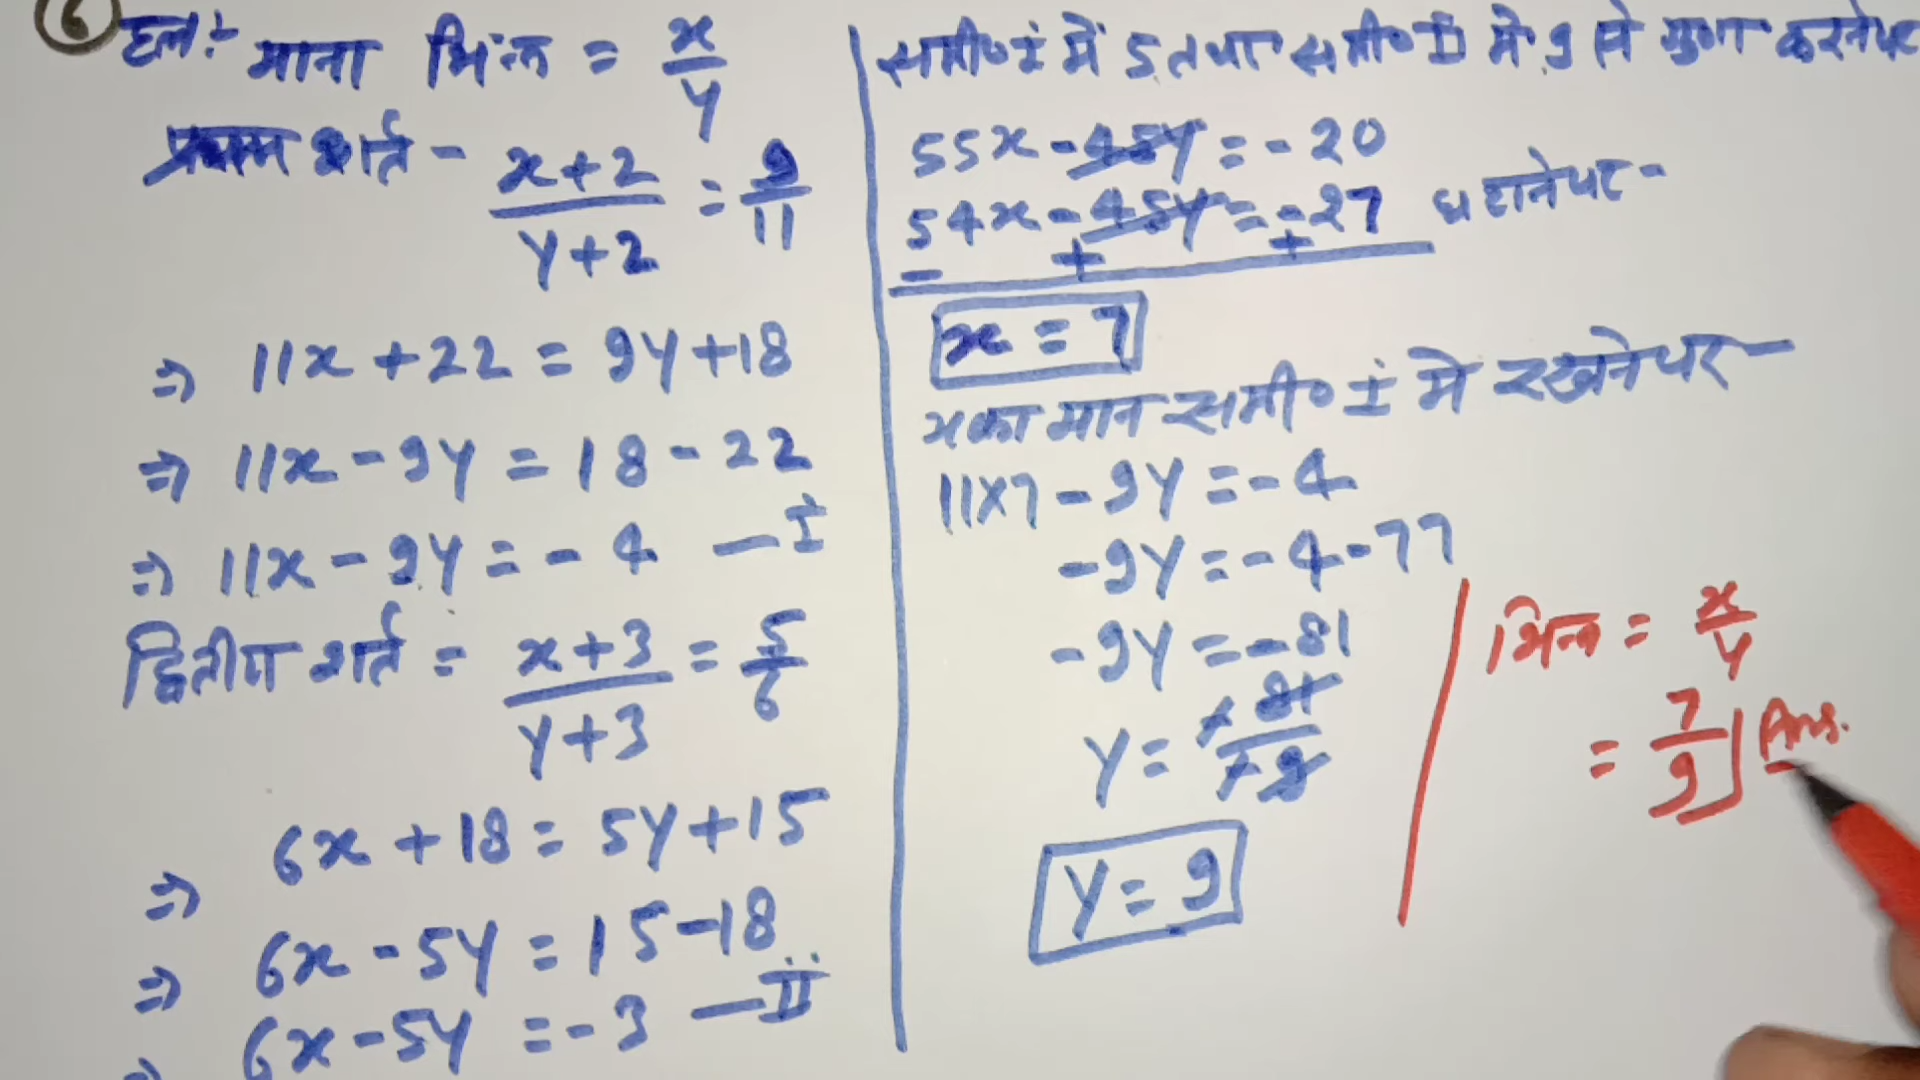 6 हल:- माना भिन्न = x/y
प्रथम शर्त - (x+2)/(y+2) = 9/11
⇒ 11x + 22 = 9y + 18
⇒ 11x - 9y = 18 - 22
⇒ 11x - 9y = - 4 — I
द्वितीय शर्त = (x+3)/(y+3) = 5/6
⇒ 6x + 18 = 5y + 15
⇒ 6x - 5y = 15 - 18
⇒ 6x - 5y = - 3 — II
समी० I में 5 तथा समी० II में 9 से गुणा करने पर
55x - 45y = - 20
54x - 45y = - 27 घटाने पर -
- + +
x = 7
x का मान समी० I में रखने पर —
11×7 - 9y = - 4
- 9y = - 4 - 77
- 9y = - 81
y = -81/-9
y = 9
भिन्न = x/y
= 7/9 Ans.